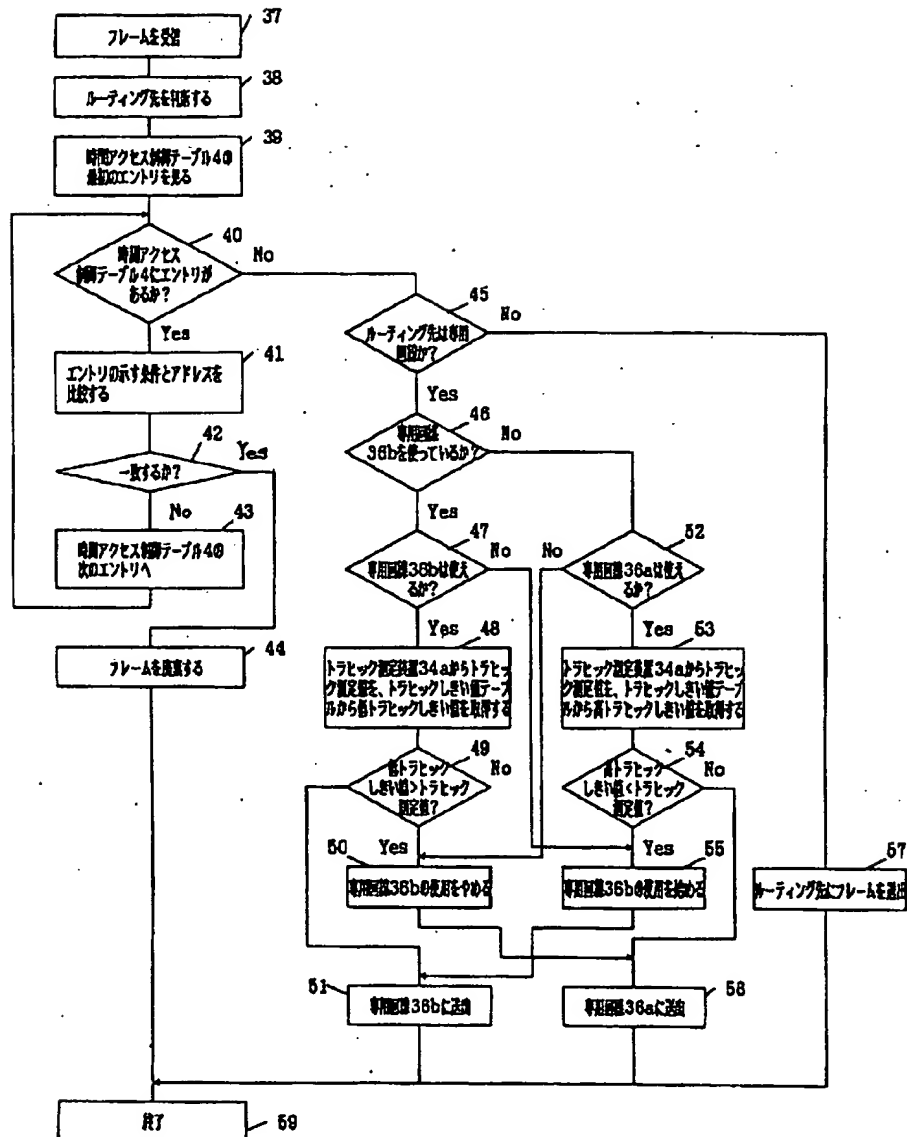 フレームを受信
37
ルーティング先を判断する
38
時間アクセス制御テーブル4の
最初のエントリを見る
39
時間アクセス
制御テーブル4にエントリが
あるか?
40
No
Yes
エントリの示す条件とアドレスを
比較する
41
一致するか?
42
Yes
No
43
時間アクセス制御テーブル4の
次のエントリへ
フレームを廃棄する
44
ルーティング先は専用
回線か?
45
No
Yes
46
専用回線
36bを使っているか?
No
Yes
47
専用回線36bは使え
るか?
No
Yes
48
トラヒック測定装置34aからトラヒッ
ク測定値を、トラヒックしきい値テーブ
ルから低トラヒックしきい値を取得する
49
低トラヒック
しきい値>トラヒック
測定値?
No
Yes
50
専用回線36bの使用をやめる
51
専用回線36bに送出
52
専用回線36aは使え
るか?
No
Yes
53
トラヒック測定装置34aからトラヒッ
ク測定値を、トラヒックしきい値テーブ
ルから高トラヒックしきい値を取得する
54
高トラヒック
しきい値<トラヒック
測定値?
No
Yes
55
専用回線36bの使用を始める
専用回線36aに送出
57
ルーティング先にフレームを送出
終了
59